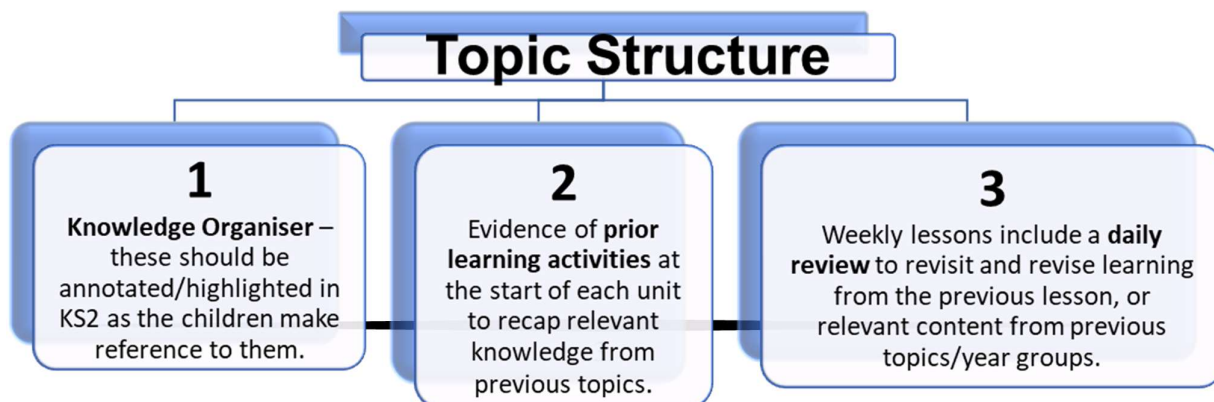 Topic Structure
1
Knowledge Organiser –
these should be
annotated/highlighted in
KS2 as the children make
reference to them.
2
Evidence of prior
learning activities at
the start of each unit
to recap relevant
knowledge from
previous topics.
3
Weekly lessons include a daily
review to revisit and revise learning
from the previous lesson, or
relevant content from previous
topics/year groups.